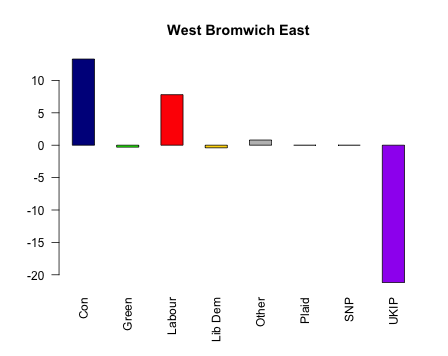 West Bromwich East
10
5
0
-5
-10
-15
-20
Con
Green
Labour
Lib Dem
Other
Plaid
SNP
UKIP